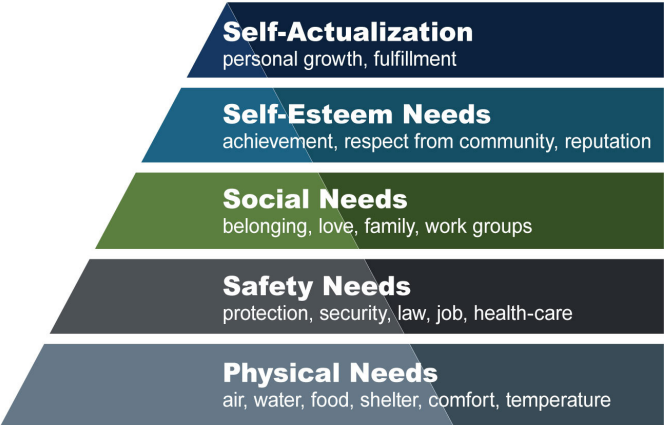 Self-Actualization
personal growth, fulfillment
Self-Esteem Needs
achievement, respect from community, reputation
Social Needs
belonging, love, family, work groups
Safety Needs
protection, security, law, job, health-care
Physical Needs
air, water, food, shelter, comfort, temperature